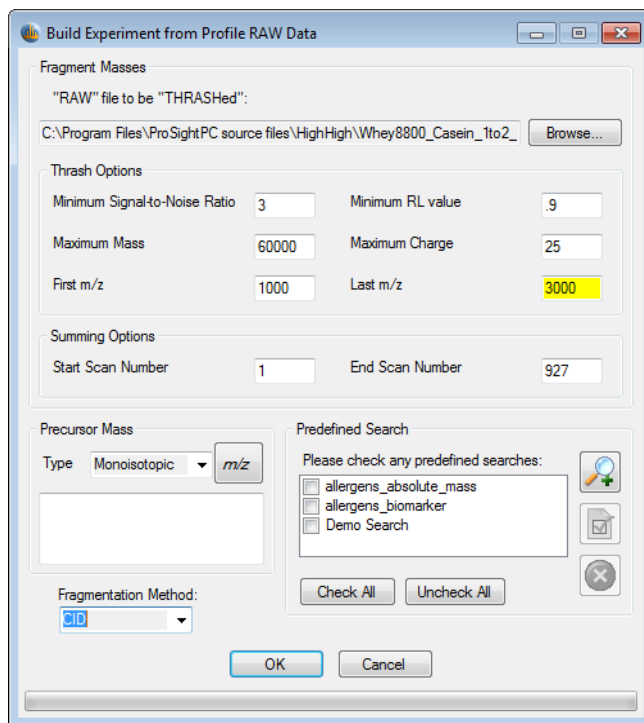 Build Experiment from Profile RAW Data
Fragment Masses
"RAW" file to be "THRASHed":
C:\Program Files\ProSightPC source files\HighHigh\Whey8800_Casein_1to2_
Browse...
Thrash Options
Minimum Signal-to-Noise Ratio 3 Minimum RL value .9
Maximum Mass 60000 Maximum Charge 25
First m/z 1000 Last m/z 3000
Summing Options
Start Scan Number 1 End Scan Number 927
Precursor Mass
Type Monoisotopic m/z
Predefined Search
Please check any predefined searches:
allergens_absolute_mass
allergens_biomarker
Demo Search
Check All Uncheck All
Fragmentation Method:
CID
OK Cancel